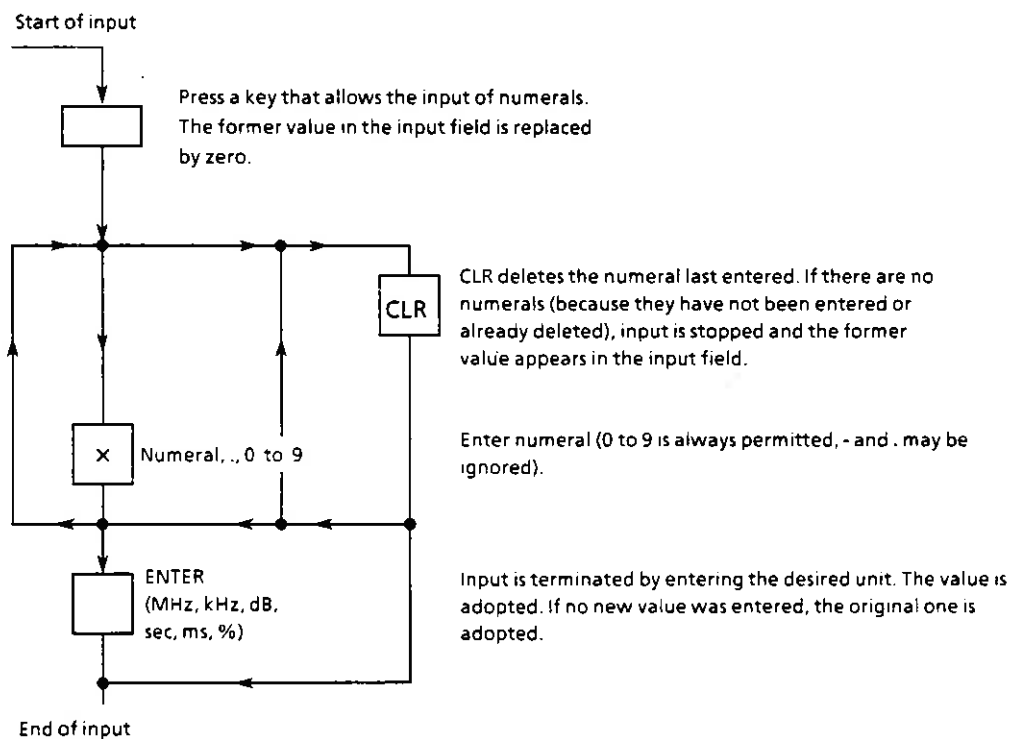 Start of input
Press a key that allows the input of numerals.
The former value in the input field is replaced
by zero.
CLR
CLR deletes the numeral last entered. If there are no
numerals (because they have not been entered or
already deleted), input is stopped and the former
value appears in the input field.
×
Numeral, ., 0 to 9
Enter numeral (0 to 9 is always permitted, - and . may be
ignored).
ENTER
(MHz, kHz, dB,
sec, ms, %)
Input is terminated by entering the desired unit. The value is
adopted. If no new value was entered, the original one is
adopted.
End of input